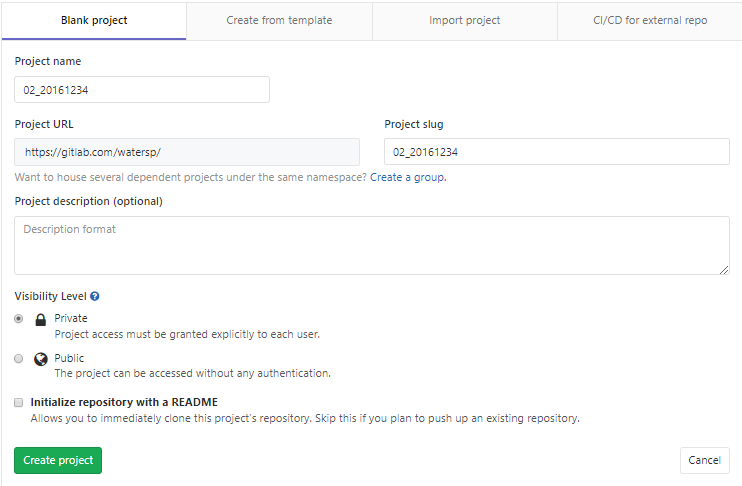 Blank project
Create from template
Import project
CI/CD for external repo
Project name
02_20161234
Project URL
Project slug
https://gitlab.com/watersp/
02_20161234
Want to house several dependent projects under the same namespace? Create a group.
Project description (optional)
Description format
Visibility Level
Private
Project access must be granted explicitly to each user.
Public
The project can be accessed without any authentication.
Initialize repository with a README
Allows you to immediately clone this project's repository. Skip this if you plan to push up an existing repository.
Create project
Cancel